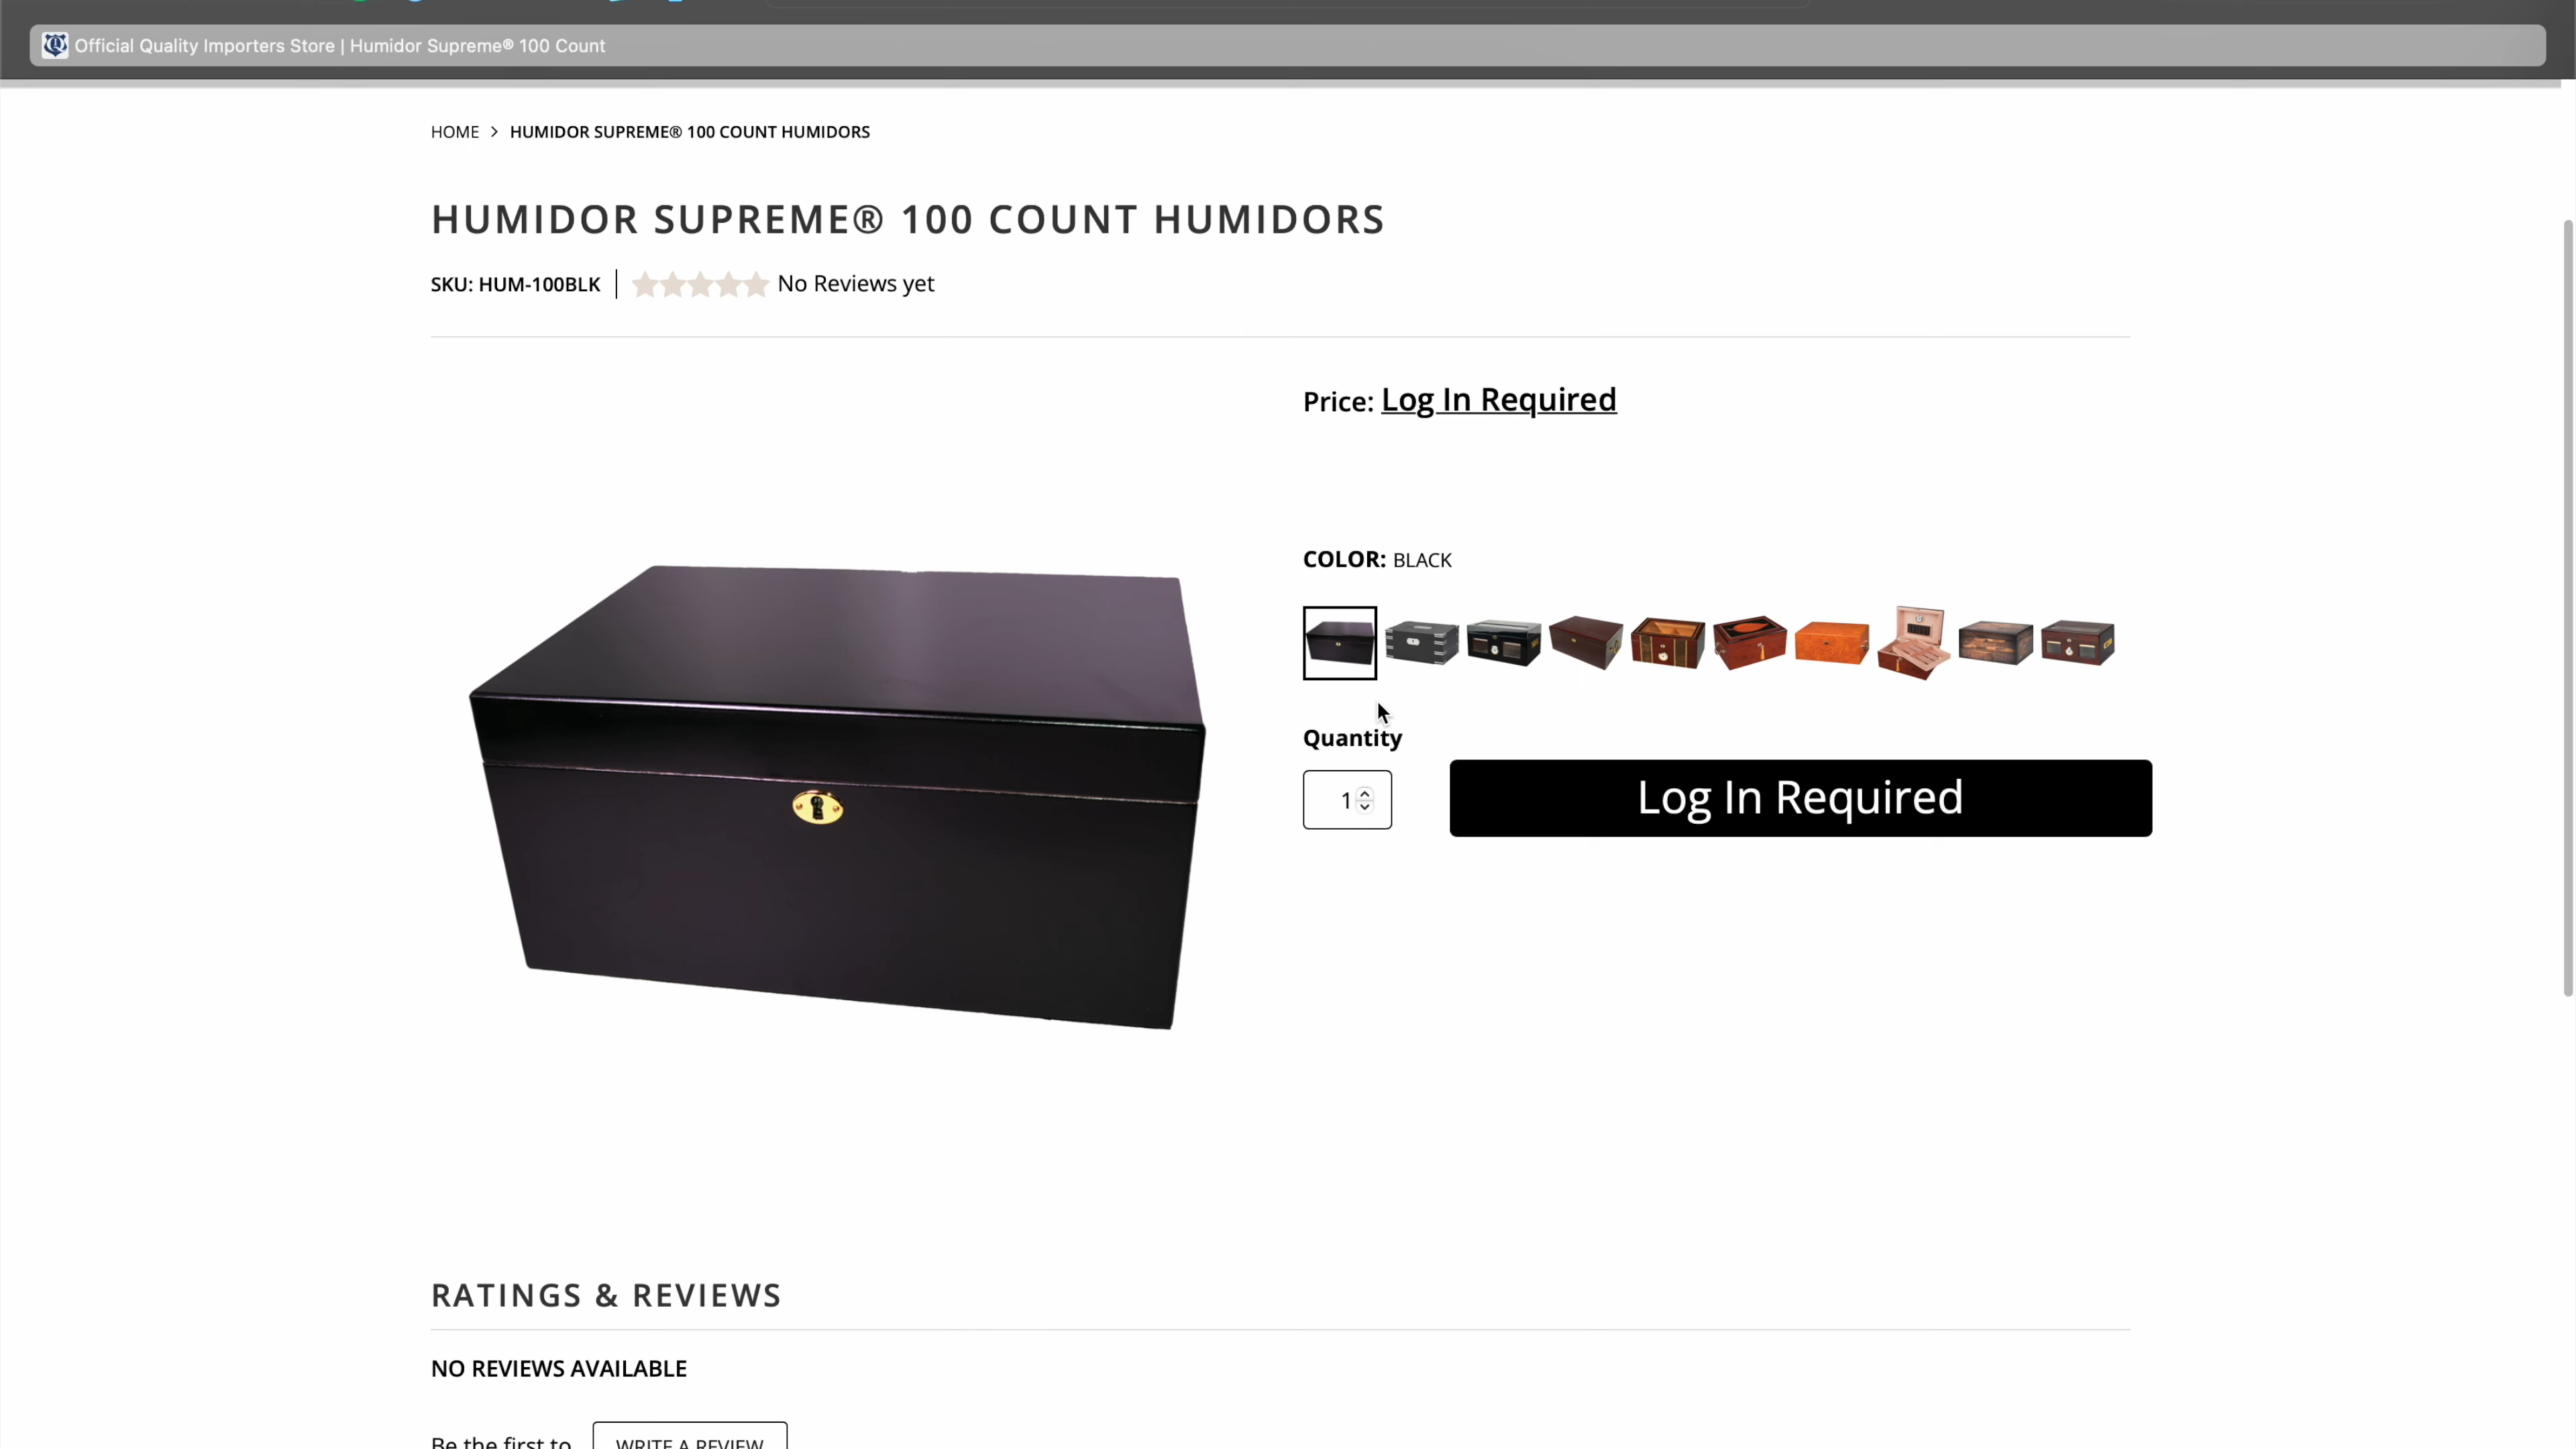 Official Quality Importers Store | Humidor Supreme® 100 Count
HOME > HUMIDOR SUPREME® 100 COUNT HUMIDORS
HUMIDOR SUPREME® 100 COUNT HUMIDORS
SKU: HUM-100BLK | No Reviews yet
Price: Log In Required
COLOR: BLACK
Quantity
1
Log In Required
RATINGS & REVIEWS
NO REVIEWS AVAILABLE
Be the first to
WRITE A REVIEW